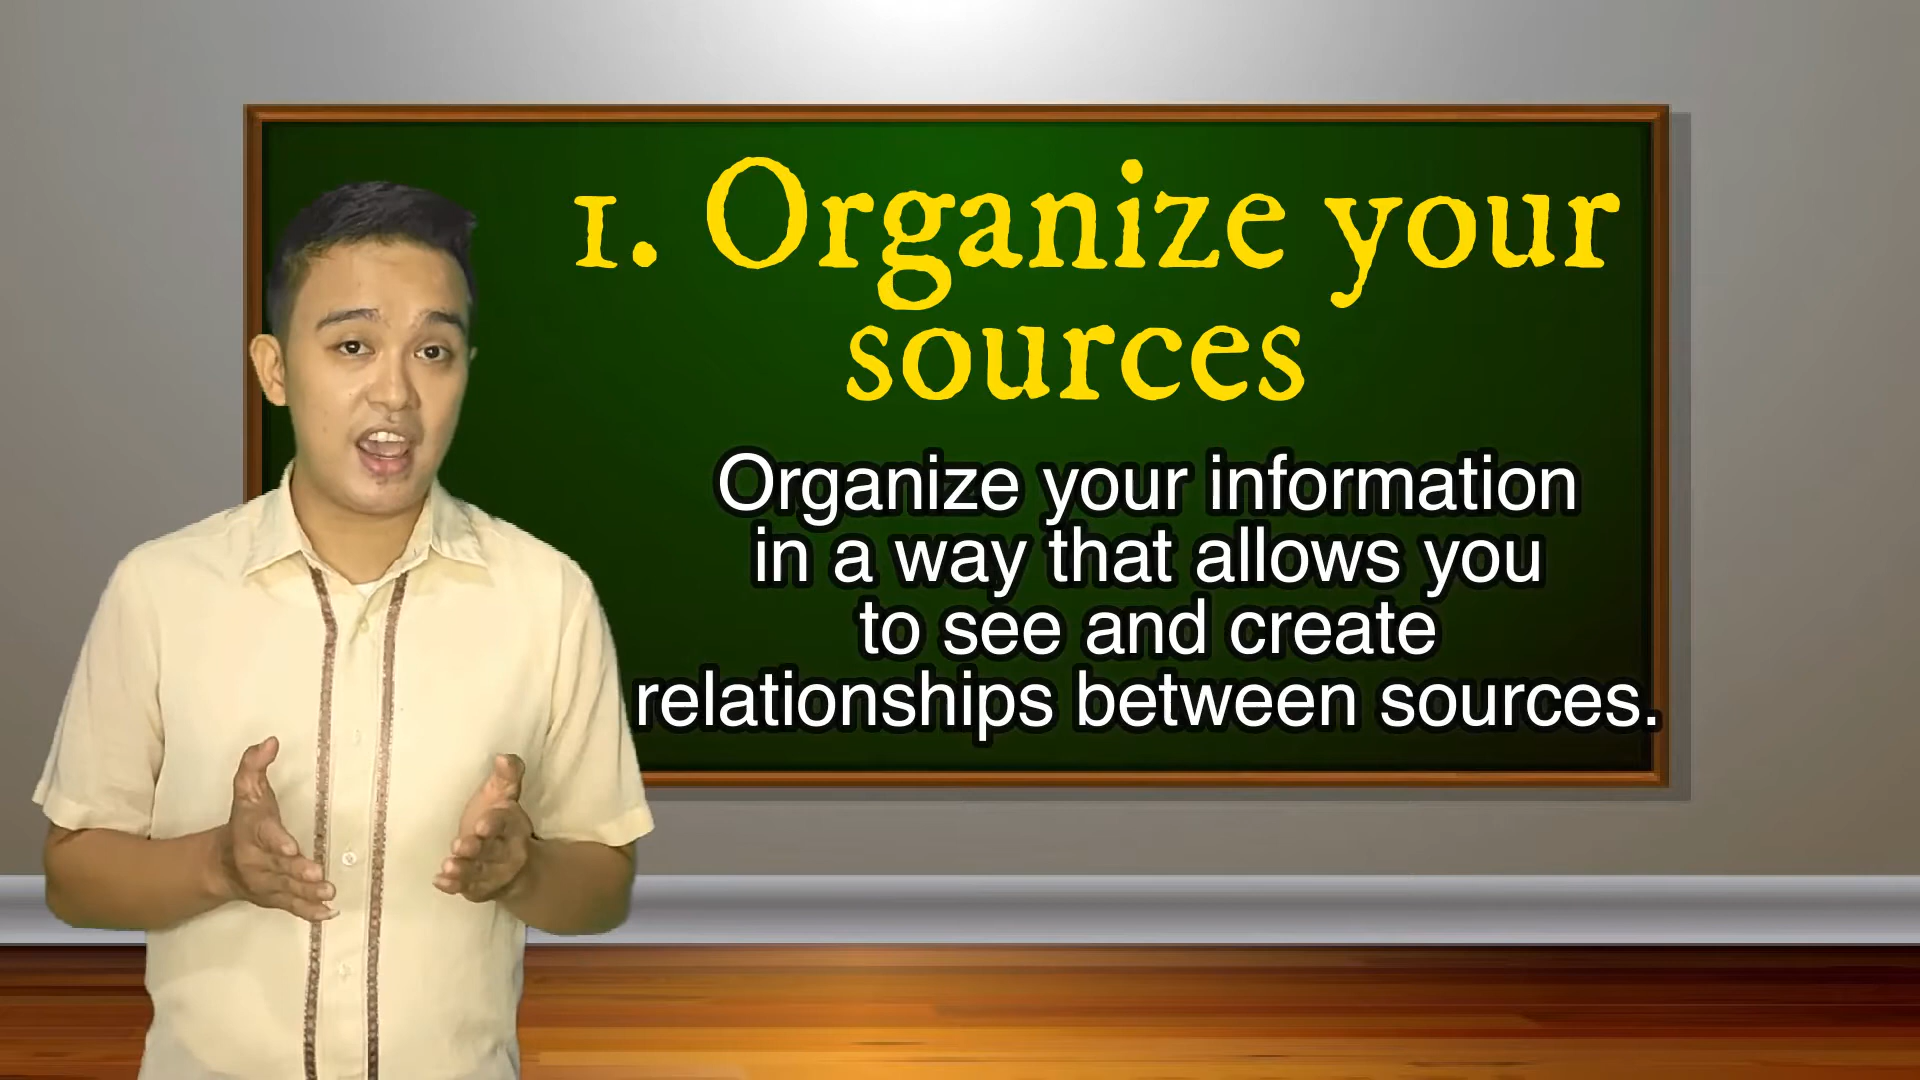 1. Organize your
sources
Organize your information
in a way that allows you
to see and create
relationships between sources.